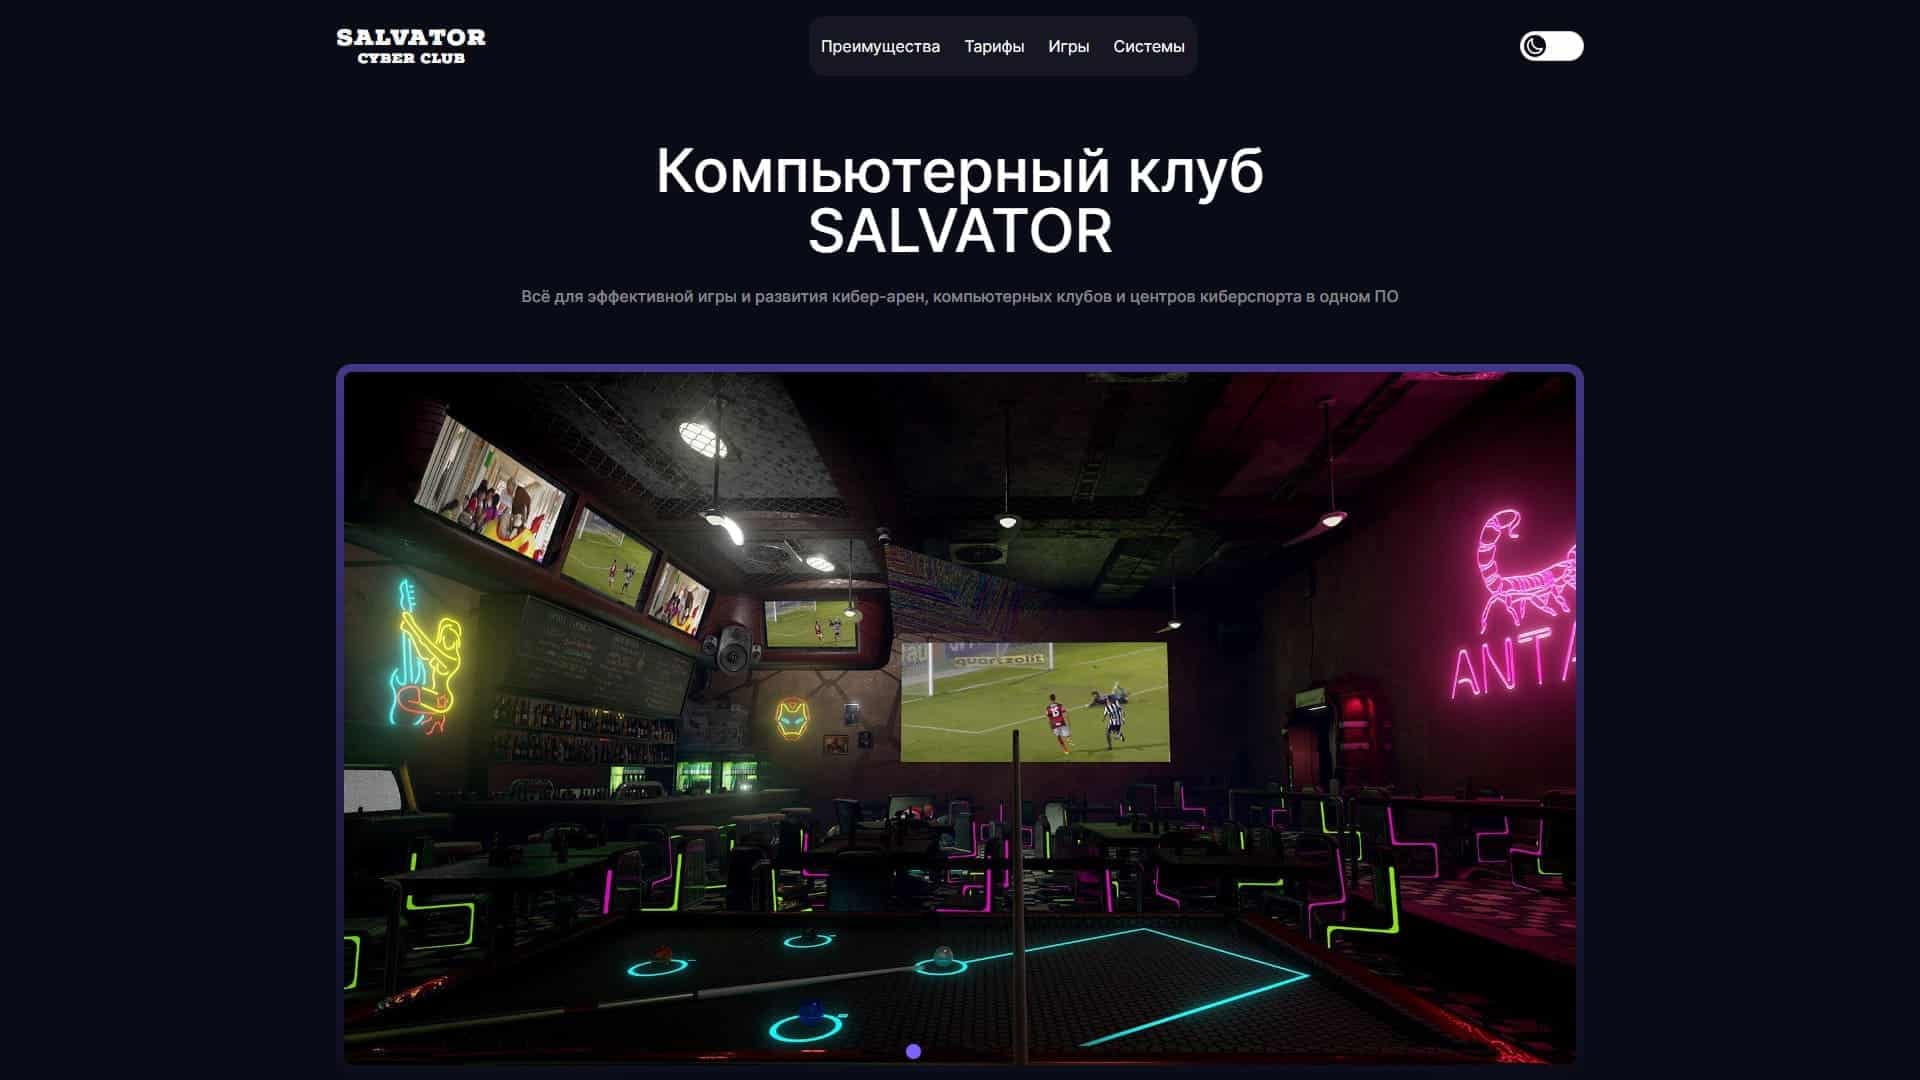 SALVATOR
CYBER CLUB
Преимущества
Тарифы
Игры
Системы
Компьютерный клуб
SALVATOR
Всё для эффективной игры и развития кибер-арен, компьютерных клубов и центров киберспорта в одном ПО
quartzolit
ANTA